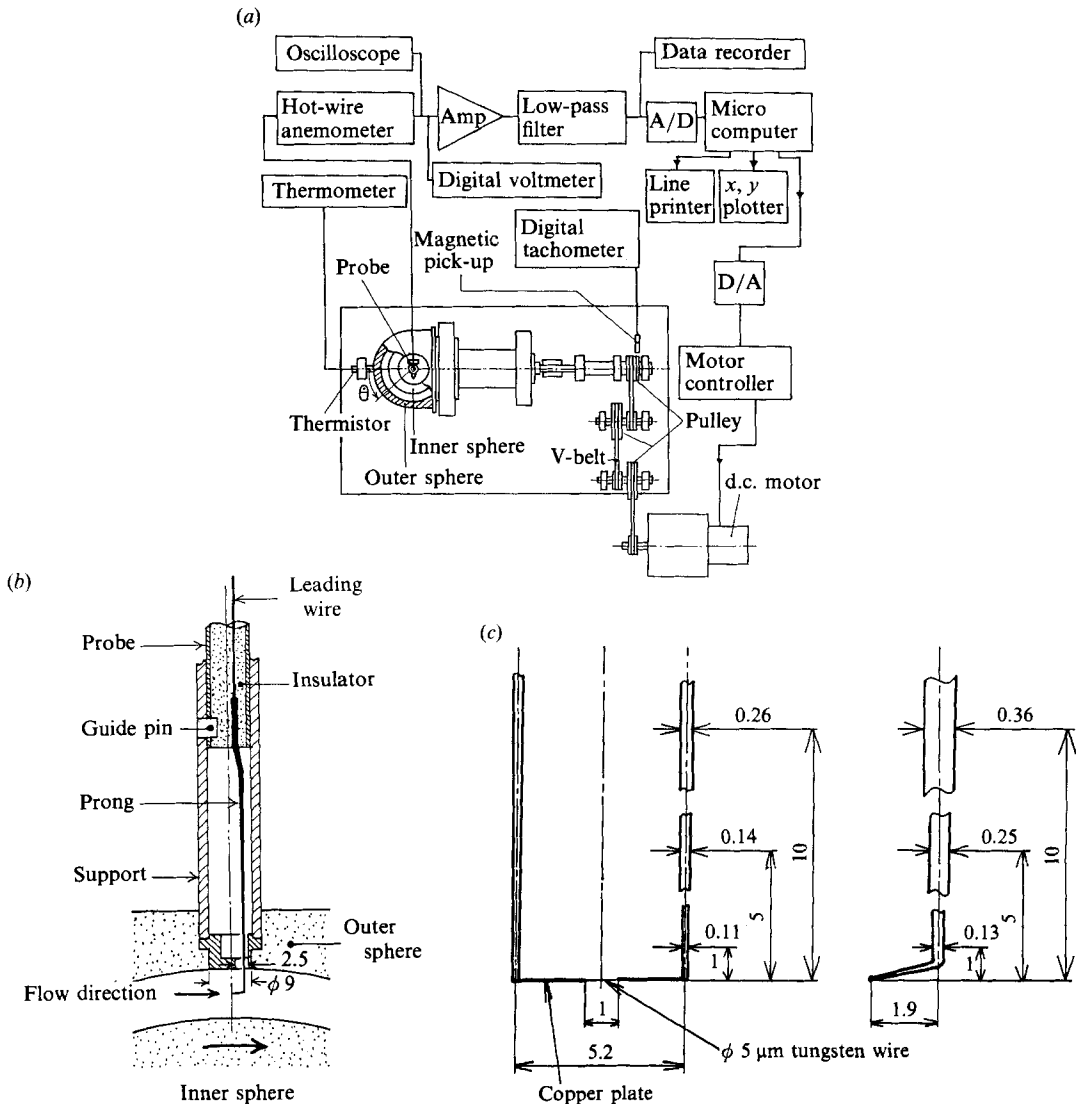 (a)
Oscilloscope
Data recorder
Hot-wire
anemometer
Amp
Low-pass
filter
A/D
Micro
computer
Thermometer
Digital voltmeter
Line
printer
x, y
plotter
Magnetic
pick-up
Digital
tachometer
Probe
D/A
Motor
controller
θ
Thermistor
Inner sphere
Outer sphere
Pulley
V-belt
d.c. motor
(b)
Leading
wire
Probe
Insulator
Guide pin
Prong
Support
Outer
sphere
2.5
ϕ 9
Flow direction
Inner sphere
(c)
0.26
0.36
0.14
0.25
10
10
5
5
0.11
0.13
1
1
1
1.9
5.2
ϕ 5 μm tungsten wire
Copper plate